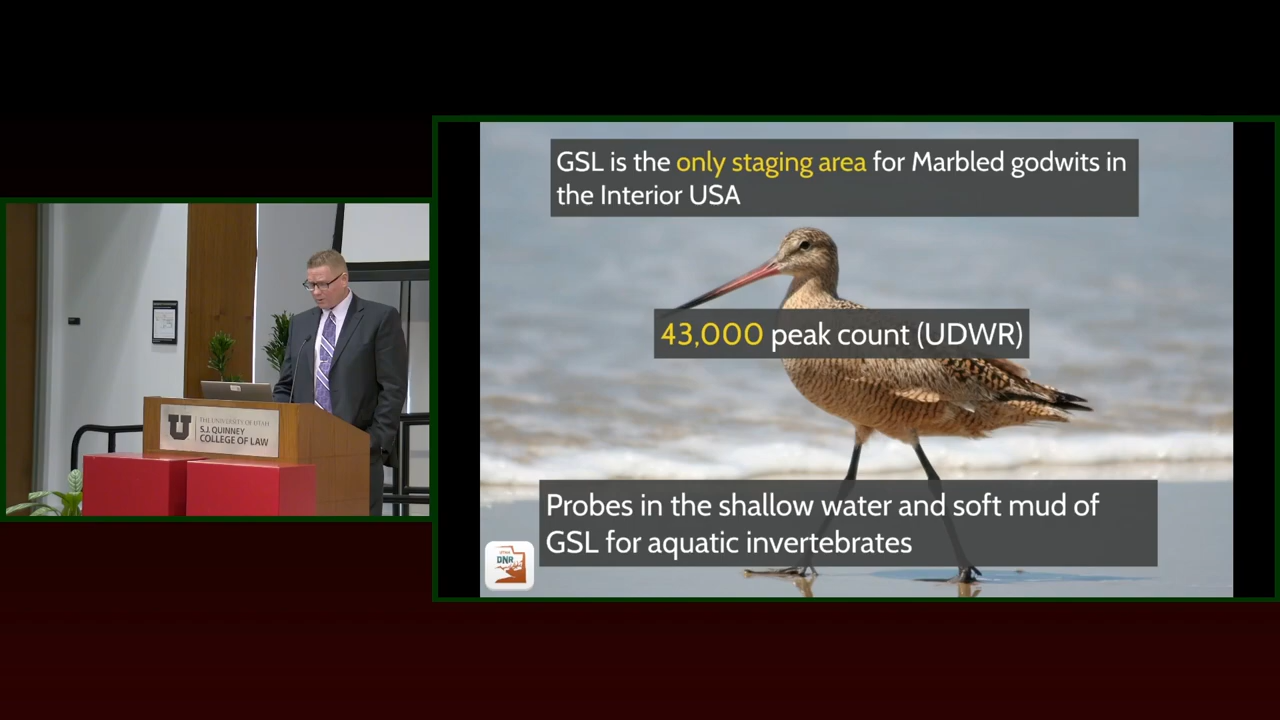 GSL is the only staging area for Marbled godwits in
the Interior USA
43,000 peak count (UDWR)
Probes in the shallow water and soft mud of
GSL for aquatic invertebrates
UTAH
DNR
U
THE UNIVERSITY OF UTAH
S.J. QUINNEY
COLLEGE OF LAW